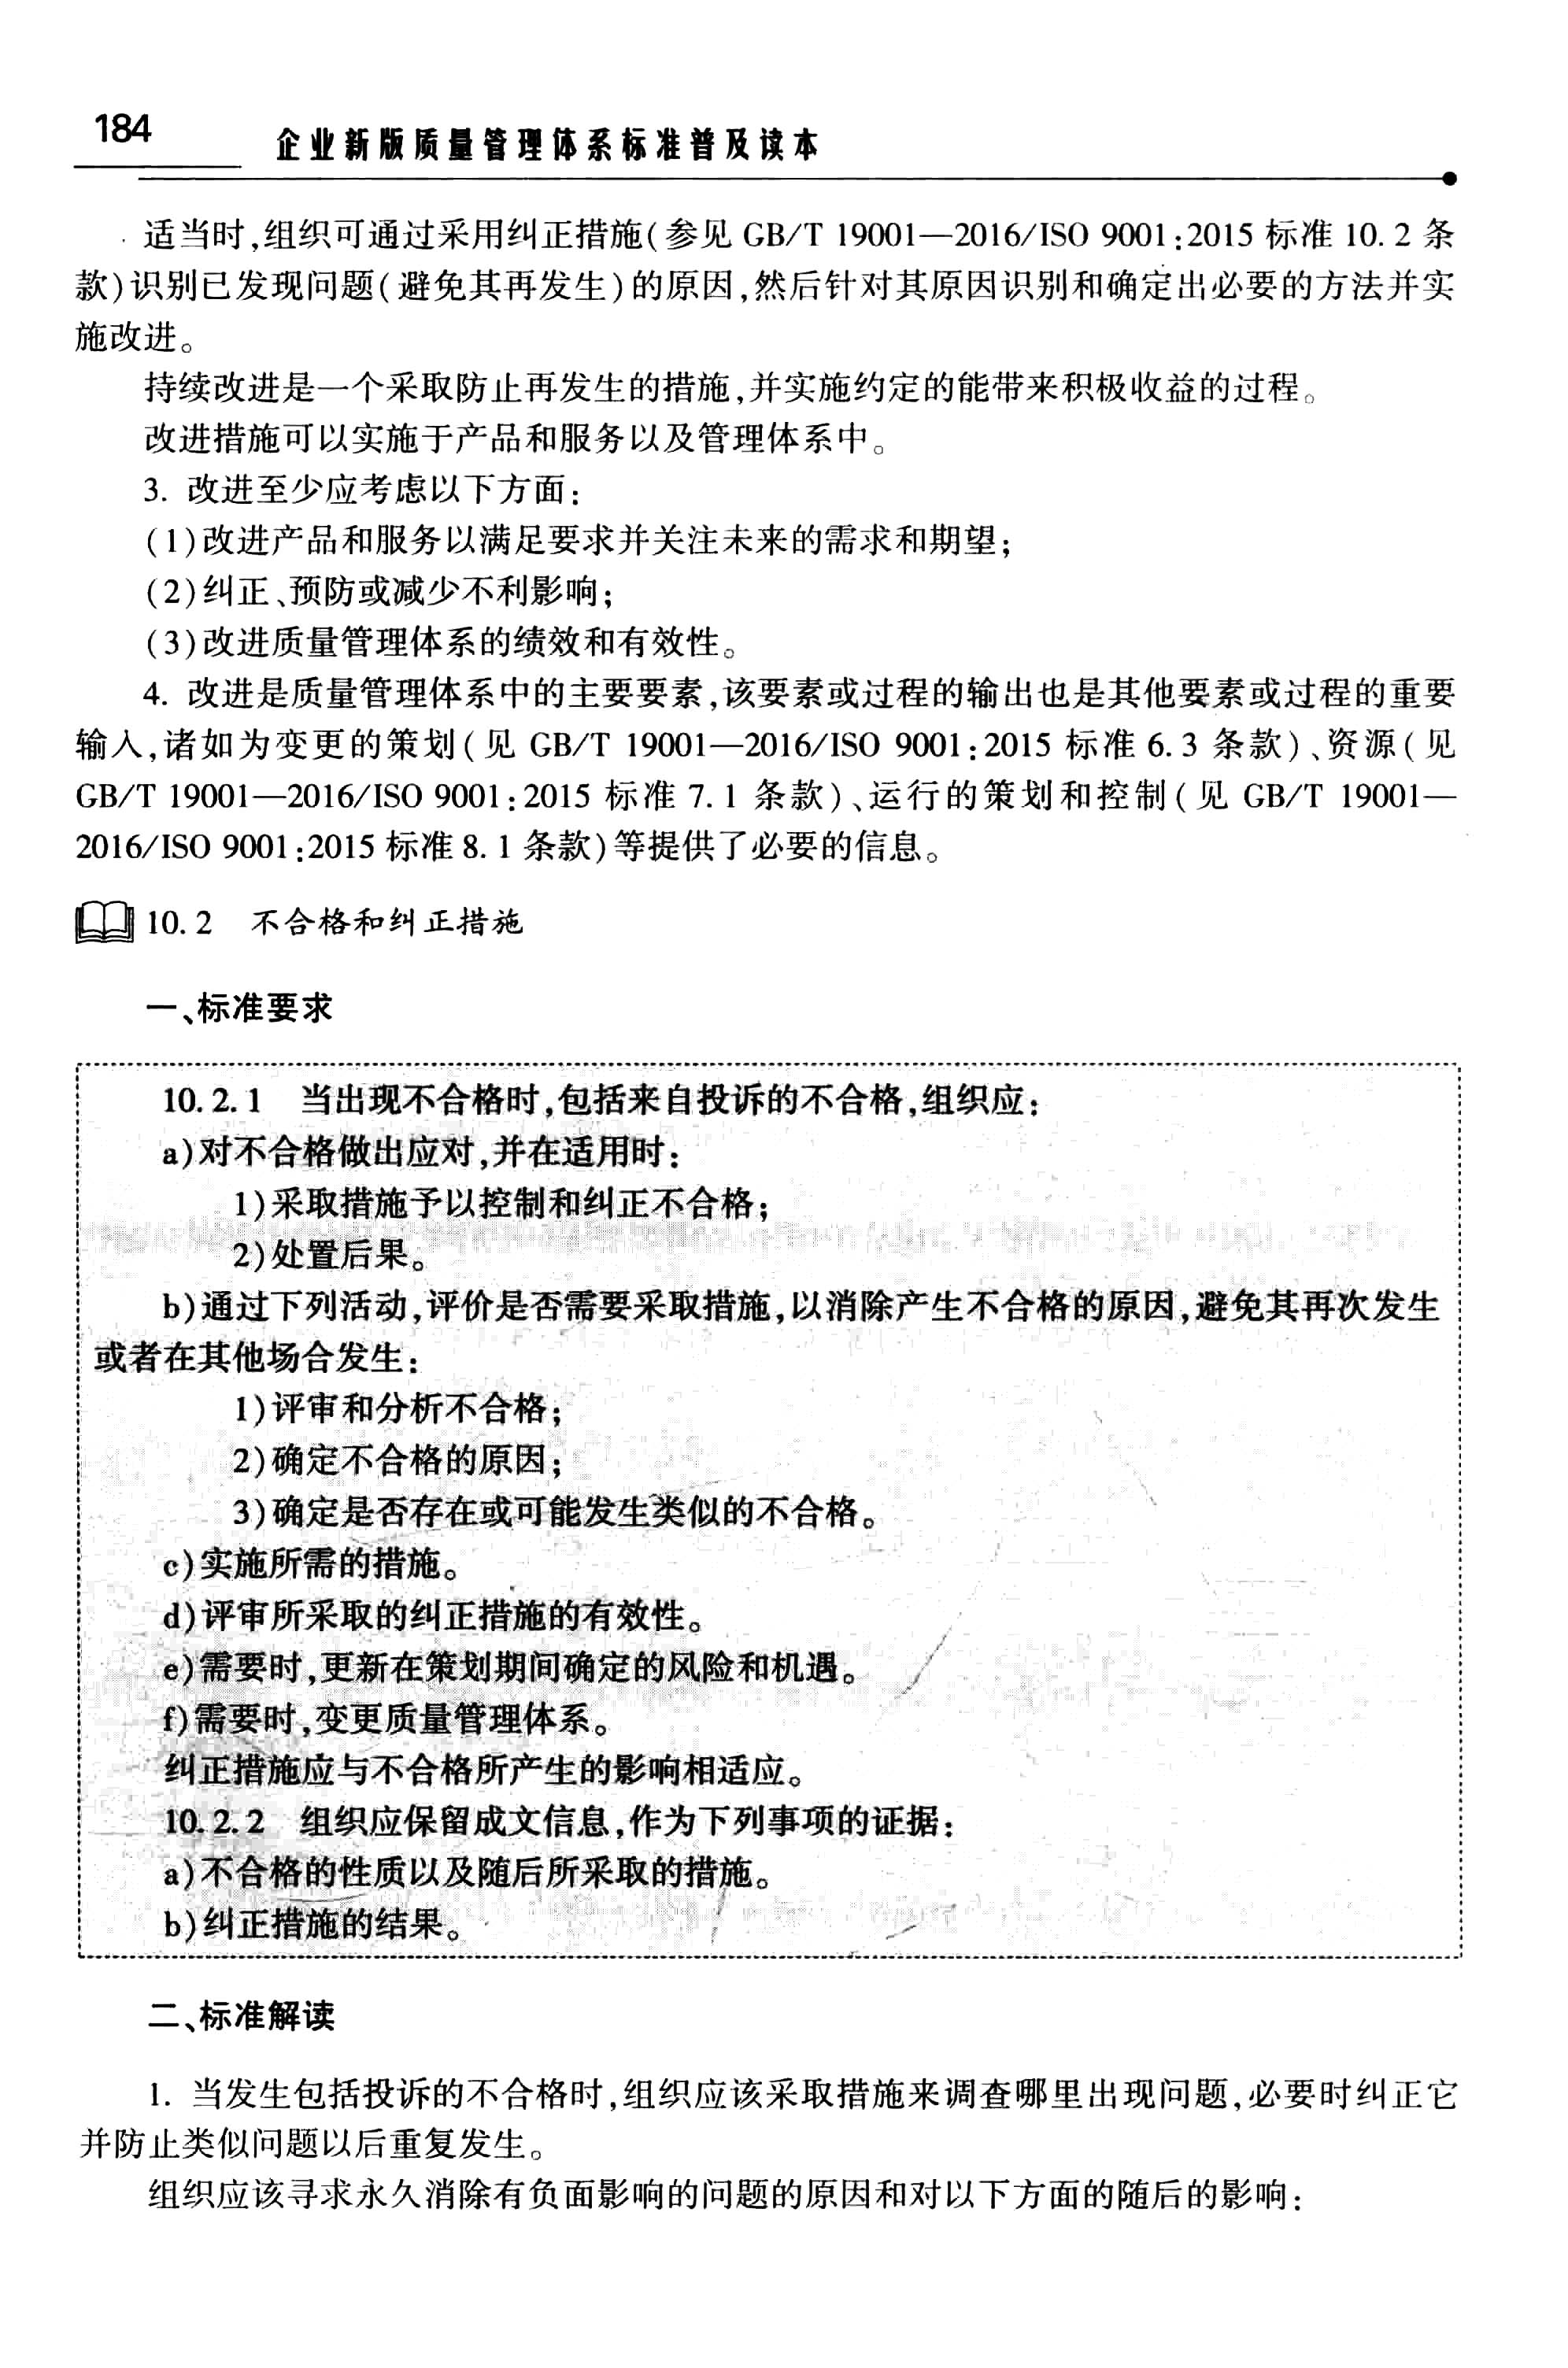 184
企业新版质量管理体系标准普及读本
适当时,组织可通过采用纠正措施(参见 GB/T 19001—2016/ISO 9001:2015 标准 10.2 条
款)识别已发现问题(避免其再发生)的原因,然后针对其原因识别和确定出必要的方法并实
施改进。
持续改进是一个采取防止再发生的措施,并实施约定的能带来积极收益的过程。
改进措施可以实施于产品和服务以及管理体系中。
3. 改进至少应考虑以下方面:
(1)改进产品和服务以满足要求并关注未来的需求和期望;
(2)纠正、预防或减少不利影响;
(3)改进质量管理体系的绩效和有效性。
4. 改进是质量管理体系中的主要要素,该要素或过程的输出也是其他要素或过程的重要
输入,诸如为变更的策划(见 GB/T 19001—2016/ISO 9001:2015 标准 6.3 条款)、资源(见
GB/T 19001—2016/ISO 9001:2015 标准 7.1 条款)、运行的策划和控制(见 GB/T 19001—
2016/ISO 9001:2015 标准 8.1 条款)等提供了必要的信息。
10.2 不合格和纠正措施
一、标准要求
10.2.1 当出现不合格时,包括来自投诉的不合格,组织应:
a)对不合格做出应对,并在适用时:
1)采取措施予以控制和纠正不合格;
2)处置后果。
b)通过下列活动,评价是否需要采取措施,以消除产生不合格的原因,避免其再次发生
或者在其他场合发生:
1)评审和分析不合格;
2)确定不合格的原因;
3)确定是否存在或可能发生类似的不合格。
c)实施所需的措施。
d)评审所采取的纠正措施的有效性。
e)需要时,更新在策划期间确定的风险和机遇。
f)需要时,变更质量管理体系。
纠正措施应与不合格所产生的影响相适应。
10.2.2 组织应保留成文信息,作为下列事项的证据:
a)不合格的性质以及随后所采取的措施。
b)纠正措施的结果。
二、标准解读
1. 当发生包括投诉的不合格时,组织应该采取措施来调查哪里出现问题,必要时纠正它
并防止类似问题以后重复发生。
组织应该寻求永久消除有负面影响的问题的原因和对以下方面的随后的影响: